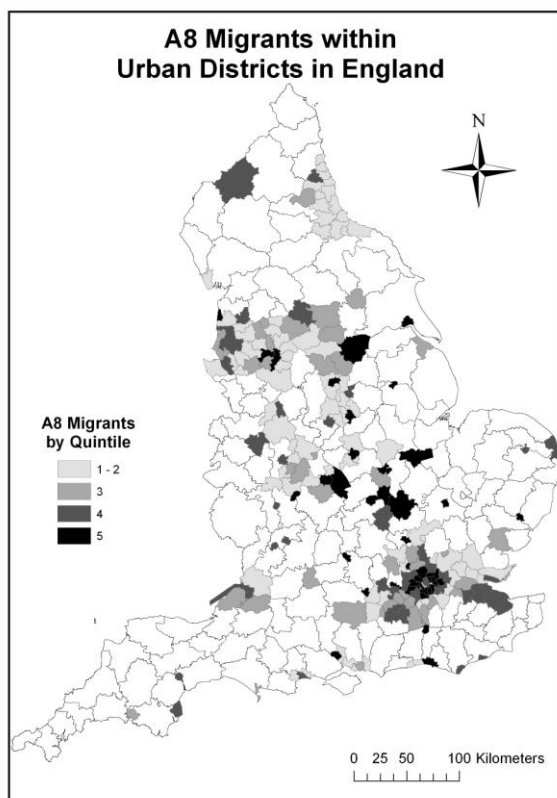 A8 Migrants within
Urban Districts in England
N
A8 Migrants
by Quintile
1 - 2
3
4
5
0 25 50 100 Kilometers